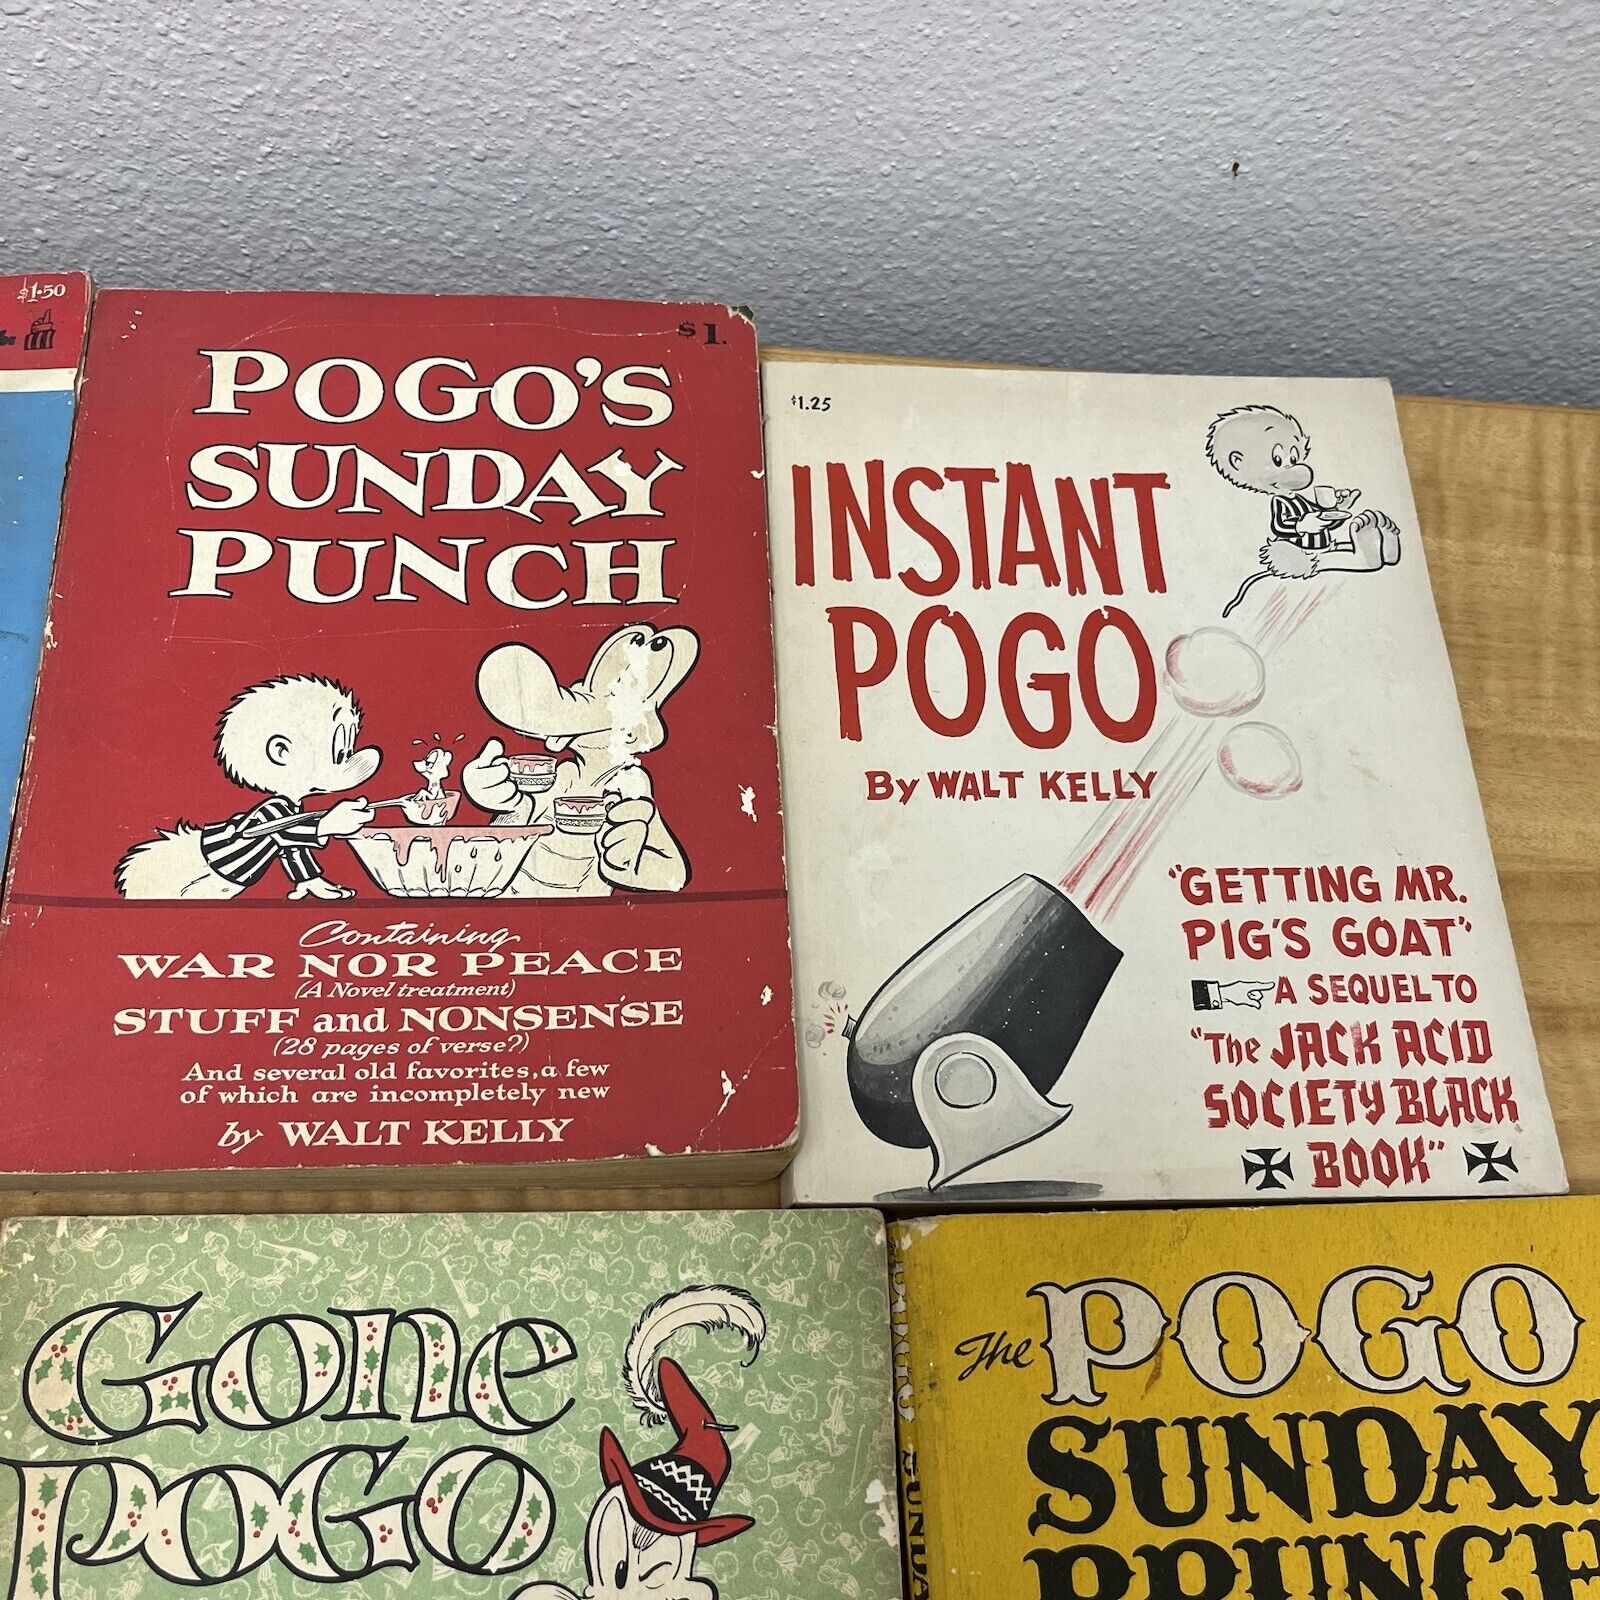 $1.50
$1.
POGO'S
SUNDAY
PUNCH
Containing
WAR NOR PEACE
(A Novel treatment)
STUFF and NONSEN'SE
(28 pages of verse?)
And several old favorites, a few
of which are incompletely new
by WALT KELLY
$1.25
INSTANT
POGO
By WALT KELLY
"GETTING MR.
PIG'S GOAT"
A SEQUEL TO
"The JACK ACID
SOCIETY BLACK
BOOK"
Gone
POGO
The POGO
SUNDAY